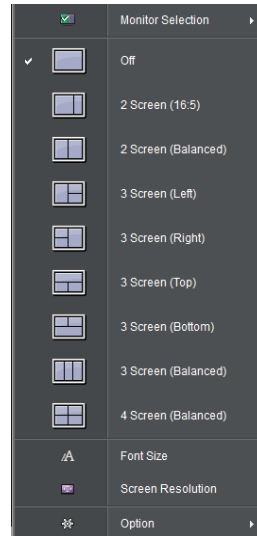 Monitor Selection
Off
2 Screen (16:5)
2 Screen (Balanced)
3 Screen (Left)
3 Screen (Right)
3 Screen (Top)
3 Screen (Bottom)
3 Screen (Balanced)
4 Screen (Balanced)
Font Size
Screen Resolution
Option